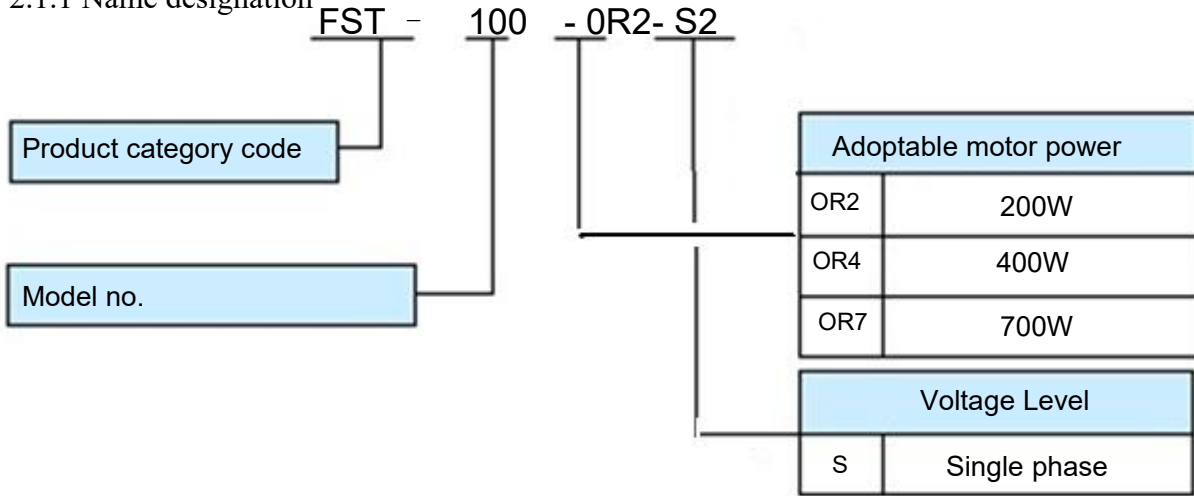 2.1.1 Name designation
FST - 100 - 0R2- S2
Product category code
Model no.
Adoptable motor power
OR2 200W
OR4 400W
OR7 700W
Voltage Level
S Single phase